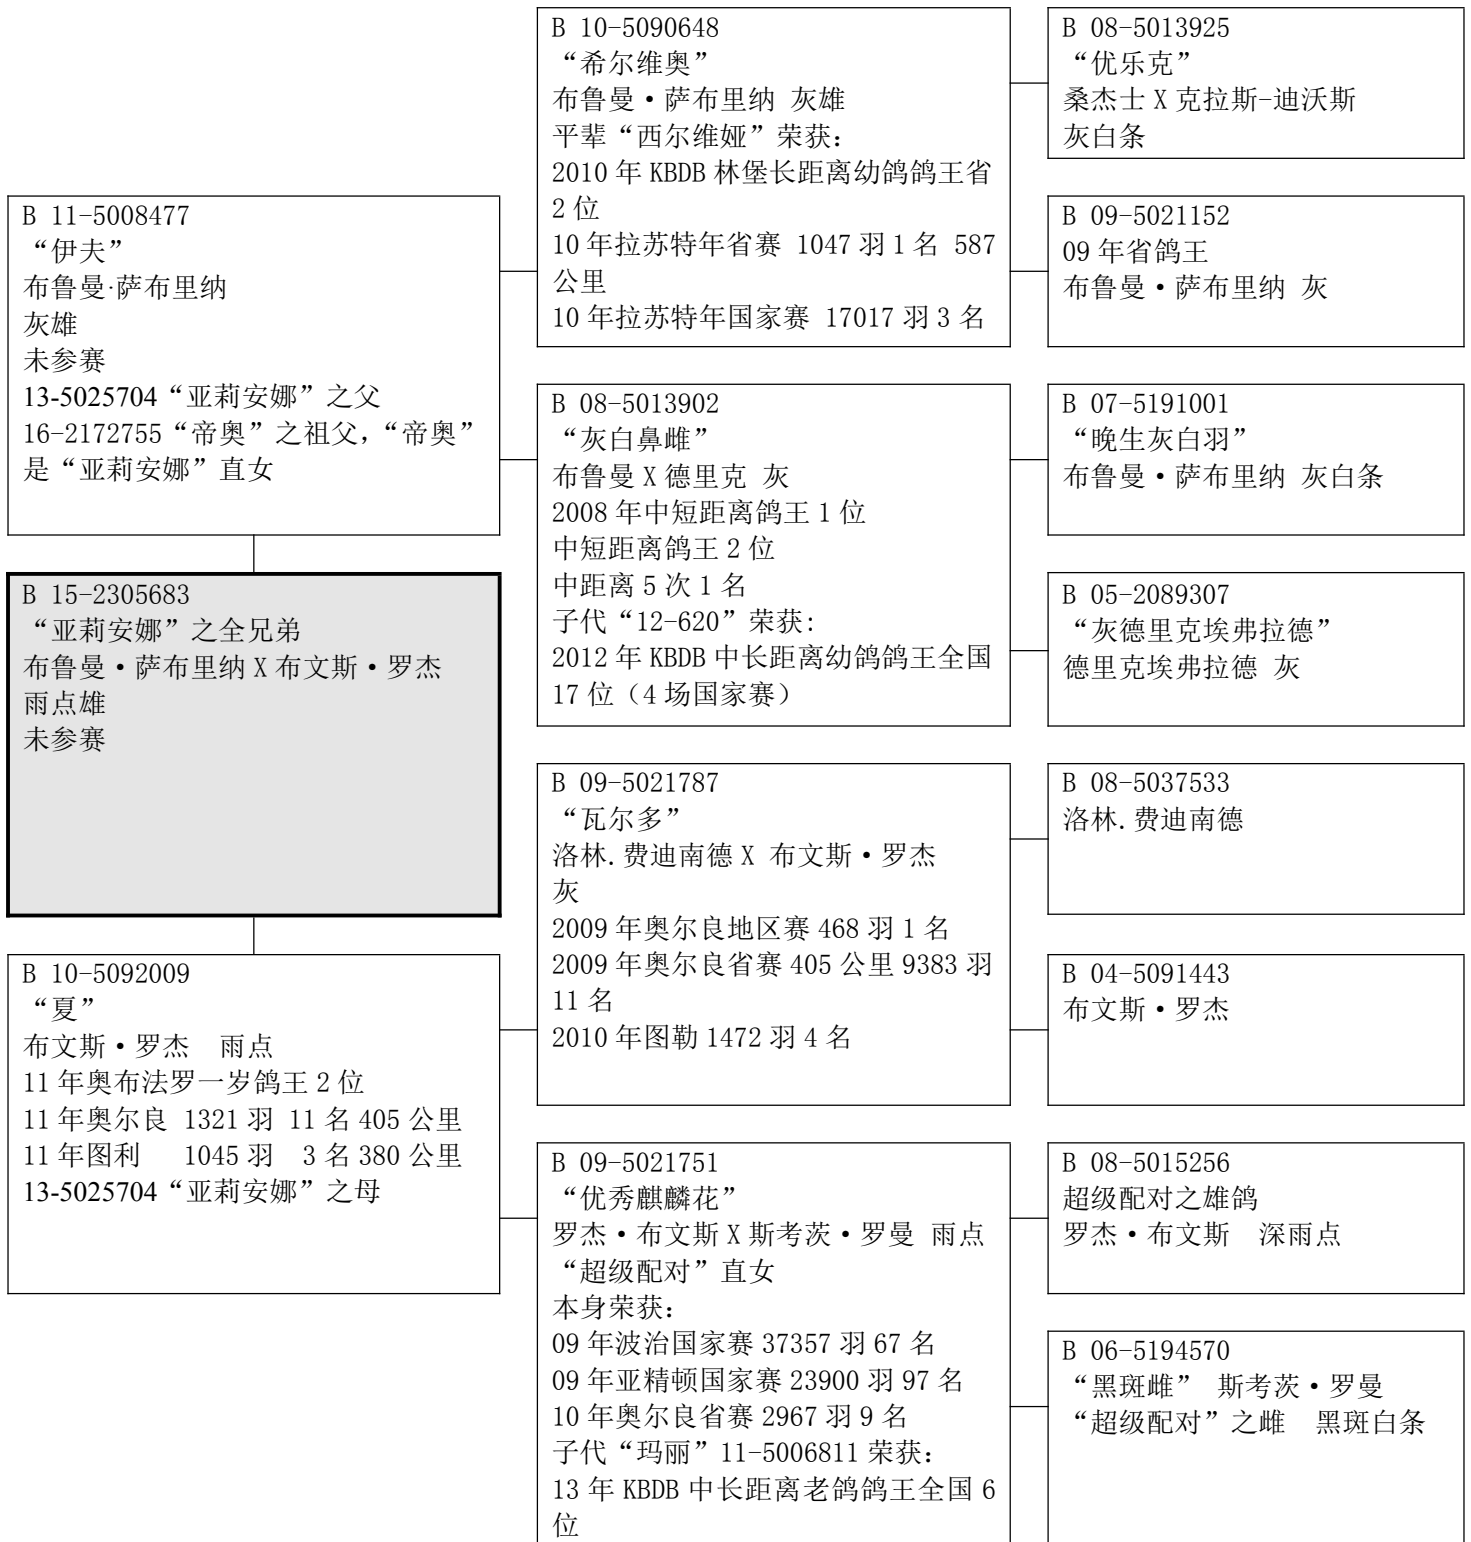 B 11-5008477
“伊夫”
布鲁曼·萨布里纳
灰雄
未参赛
13-5025704“亚莉安娜”之父
16-2172755“帝奥”之祖父，“帝奥”
是“亚莉安娜”直女
B 15-2305683
“亚莉安娜”之全兄弟
布鲁曼·萨布里纳 X 布文斯·罗杰
雨点雄
未参赛
B 10-5092009
“夏”
布文斯·罗杰 雨点
11 年奥布法罗一岁鸽王 2 位
11 年奥尔良 1321 羽 11 名 405 公里
11 年图利 1045 羽 3 名 380 公里
13-5025704“亚莉安娜”之母
B 10-5090648
“希尔维奥”
布鲁曼·萨布里纳 灰雄
平辈“西尔维娅”荣获：
2010 年 KBDB 林堡长距离幼鸽鸽王省
2 位
10 年拉苏特年省赛 1047 羽 1 名 587
公里
10 年拉苏特年国家赛 17017 羽 3 名
B 08-5013902
“灰白鼻雌”
布鲁曼 X 德里克 灰
2008 年中短距离鸽王 1 位
中短距离鸽王 2 位
中距离 5 次 1 名
子代“12-620”荣获：
2012 年 KBDB 中长距离幼鸽鸽王全国
17 位（4 场国家赛）
B 09-5021787
“瓦尔多”
洛林.费迪南德 X 布文斯·罗杰
灰
2009 年奥尔良地区赛 468 羽 1 名
2009 年奥尔良省赛 405 公里 9383 羽
11 名
2010 年图勒 1472 羽 4 名
B 09-5021751
“优秀麒麟花”
罗杰·布文斯 X 斯考茨·罗曼 雨点
“超级配对”直女
本身荣获：
09 年波治国家赛 37357 羽 67 名
09 年亚精顿国家赛 23900 羽 97 名
10 年奥尔良省赛 2967 羽 9 名
子代“玛丽”11-5006811 荣获：
13 年 KBDB 中长距离老鸽鸽王全国 6
位
B 08-5013925
“优乐克”
桑杰士 X 克拉斯-迪沃斯
灰白条
B 09-5021152
09 年省鸽王
布鲁曼·萨布里纳 灰
B 07-5191001
“晚生灰白羽”
布鲁曼·萨布里纳 灰白条
B 05-2089307
“灰德里克埃弗拉德”
德里克埃弗拉德 灰
B 08-5037533
洛林.费迪南德
B 04-5091443
布文斯·罗杰
B 08-5015256
超级配对之雄鸽
罗杰·布文斯 深雨点
B 06-5194570
“黑斑雌” 斯考茨·罗曼
“超级配对”之雌 黑斑白条